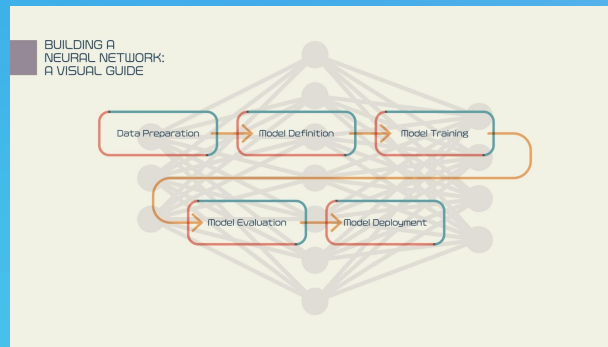 BUILDING A
NEURAL NETWORK:
A VISUAL GUIDE
Data Preparation
Model Definition
Model Training
Model Evaluation
Model Deployment